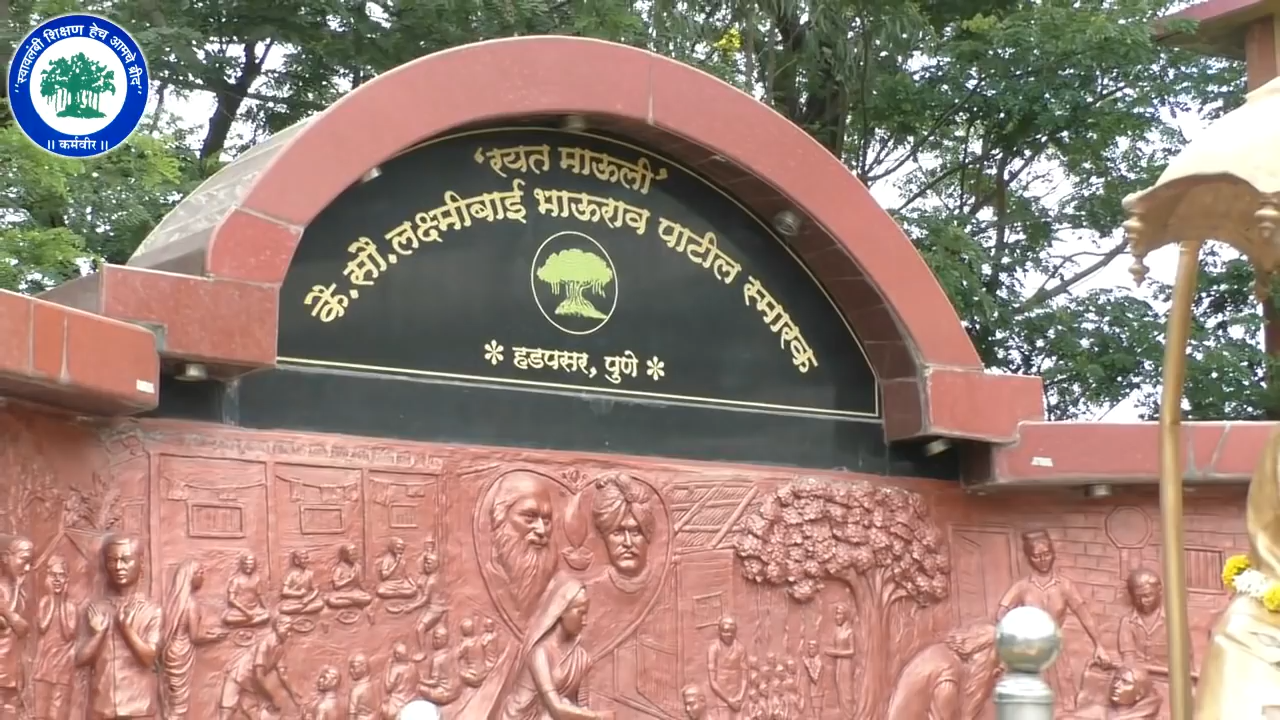 "स्वावलंबी शिक्षण हेच आमचे ब्रीद"
॥ कर्मवीर ॥
‘रयत माऊली’
कै.सौ.लक्ष्मीबाई भाऊराव पाटील स्मारक
* हडपसर, पुणे *